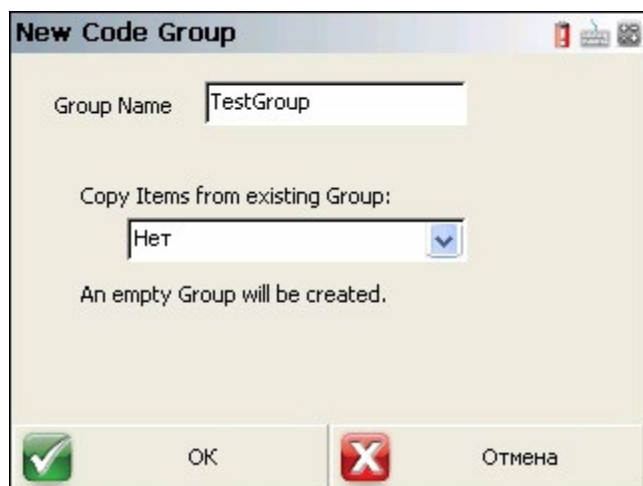 New Code Group
Group Name TestGroup
Copy Items from existing Group:
Нет
An empty Group will be created.
OK Отмена